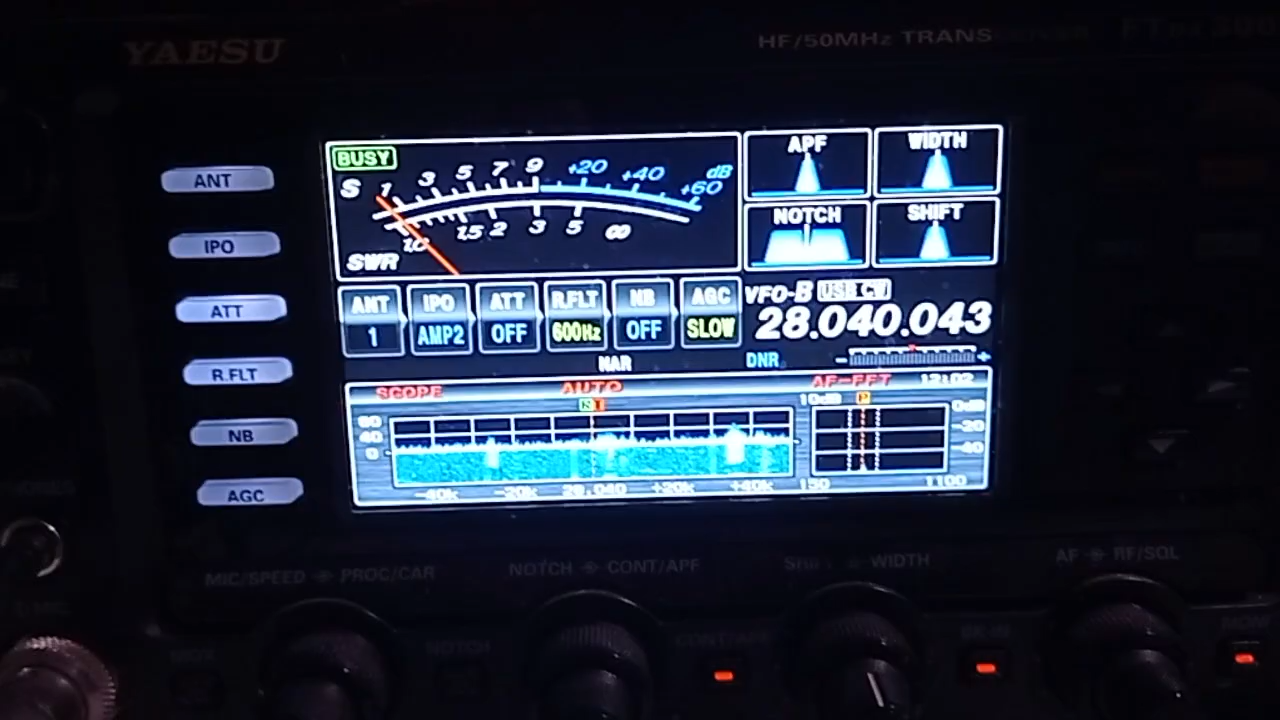 YAESU
HF/50MHz TRANS
ANT
IPO
ATT
R.FLT
NB
AGC
BUSY
S 1 3 5 7 9 +20 +40 +60 dB
1.0 1.5 2 3 5 ∞
SWR
APF
WIDTH
NOTCH
SHIFT
ANT
1
IPO
AMP2
ATT
OFF
R.FLT
600Hz
NB
OFF
AGC
SLOW
VFO-B USB CW
28.040.043
NAR
DNR
- +
SCOPE
AUTO
AF-FFT
12:02
10dB
0dB
-20
-40
60
40
0
-40k -20k 28.040 +20k +40k
150 1100
MIC/SPEED PROC/CAR
NOTCH CONT/APF
WIDTH
AF RF/SQL
NOTCH